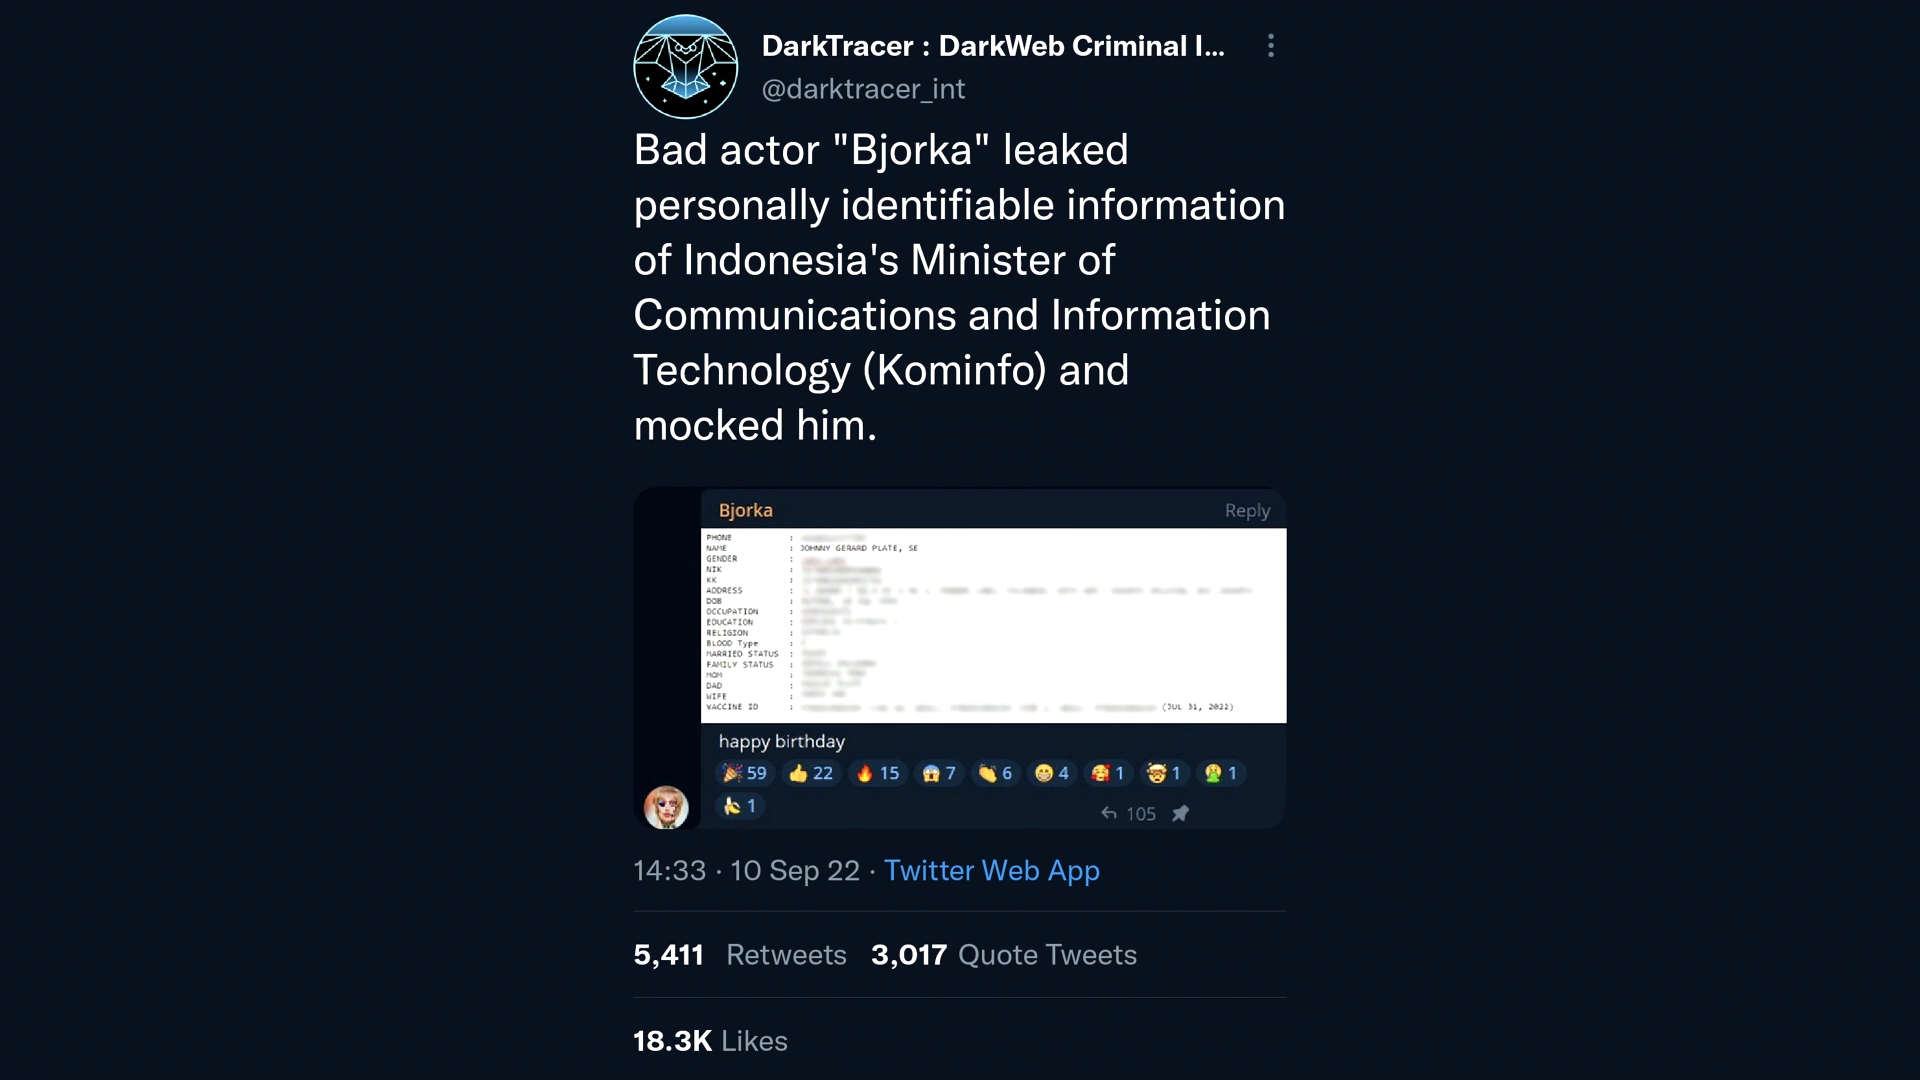 DarkTracer : DarkWeb Criminal I...
@darktracer_int
Bad actor "Bjorka" leaked
personally identifiable information
of Indonesia's Minister of
Communications and Information
Technology (Kominfo) and
mocked him.
Bjorka Reply
PHONE :
NAME : JOHNNY GERARD PLATE, SE
GENDER :
NIK :
KK :
ADDRESS :
DOB :
OCCUPATION :
EDUCATION :
RELIGION :
BLOOD Type :
MARRIED STATUS :
FAMILY STATUS :
MOM :
DAD :
WIFE :
VACCINE ID : (JUL 31, 2022)
happy birthday
🎉 59 👍 22 🔥 15 😱 7 👏 6 😁 4 🥰 1 🤯 1 🤮 1
🍌 1
105
14:33 · 10 Sep 22 · Twitter Web App
5,411 Retweets 3,017 Quote Tweets
18.3K Likes